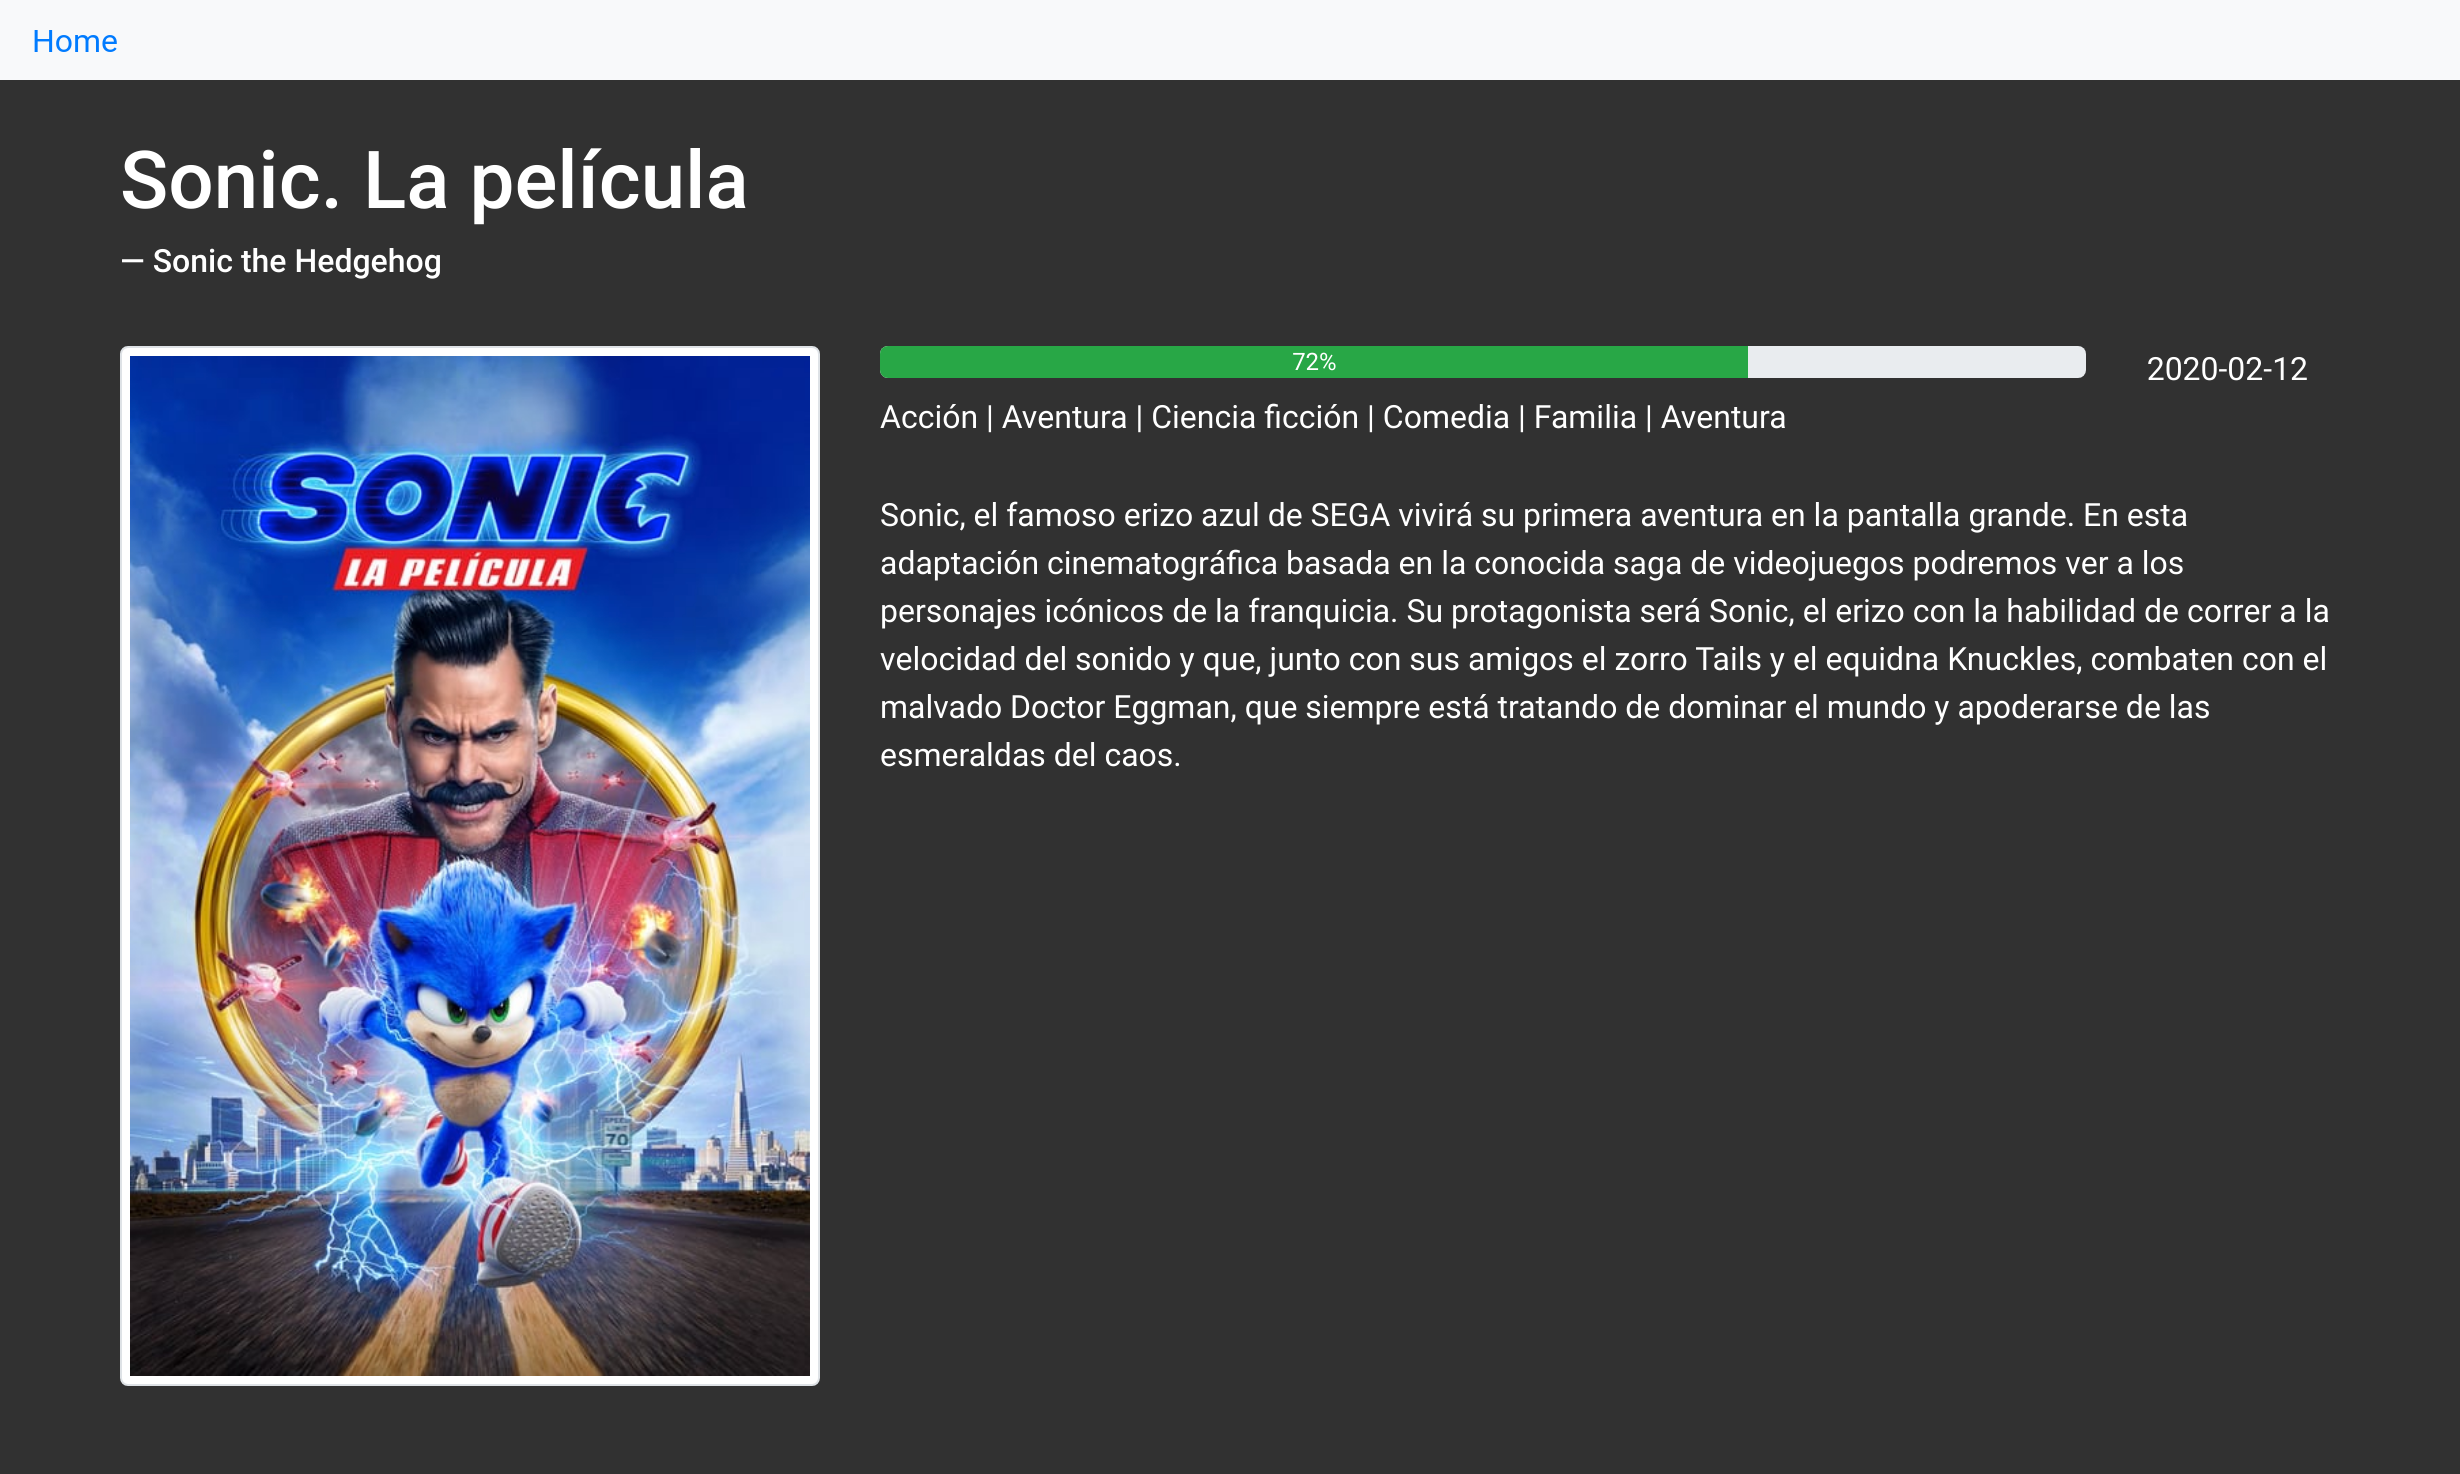 Home
Sonic. La película
— Sonic the Hedgehog
SONIC
LA PELÍCULA
70
72%
2020-02-12
Acción | Aventura | Ciencia ficción | Comedia | Familia | Aventura
Sonic, el famoso erizo azul de SEGA vivirá su primera aventura en la pantalla grande. En esta
adaptación cinematográfica basada en la conocida saga de videojuegos podremos ver a los
personajes icónicos de la franquicia. Su protagonista será Sonic, el erizo con la habilidad de correr a la
velocidad del sonido y que, junto con sus amigos el zorro Tails y el equidna Knuckles, combaten con el
malvado Doctor Eggman, que siempre está tratando de dominar el mundo y apoderarse de las
esmeraldas del caos.